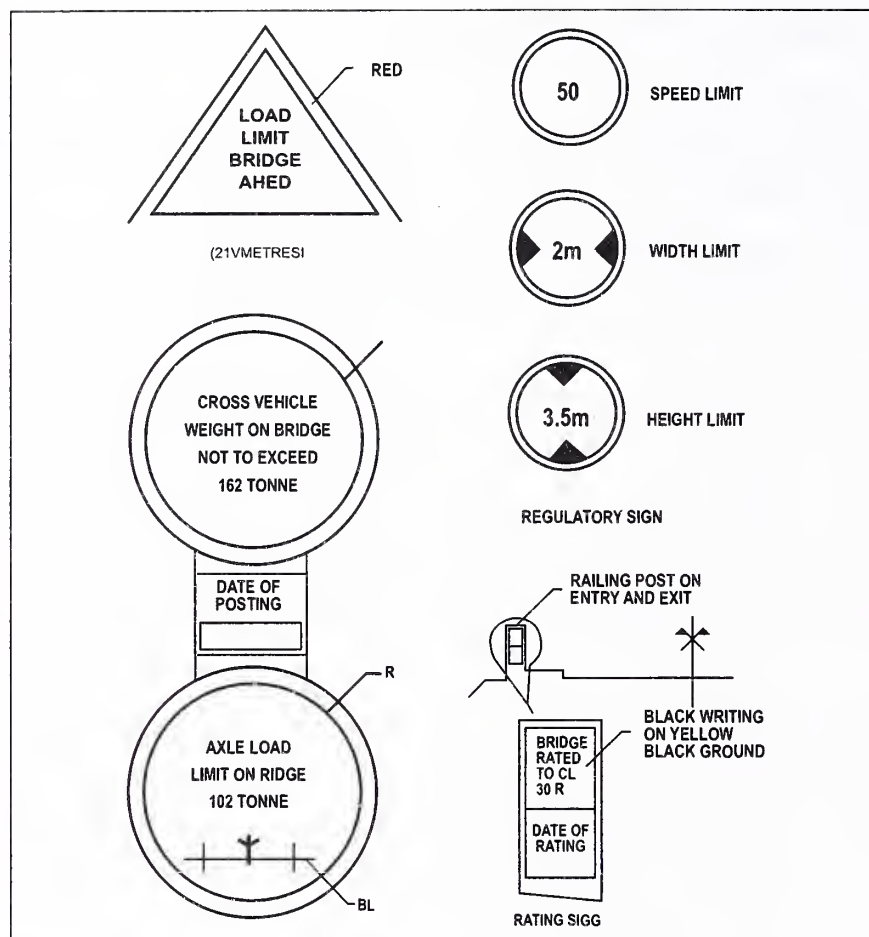 RED
LOAD
LIMIT
BRIDGE
AHED
(21VMETRESI
50
SPEED LIMIT
2m
WIDTH LIMIT
3.5m
HEIGHT LIMIT
REGULATORY SIGN
CROSS VEHICLE
WEIGHT ON BRIDGE
NOT TO EXCEED
162 TONNE
DATE OF
POSTING
R
AXLE LOAD
LIMIT ON RIDGE
102 TONNE
BL
RAILING POST ON
ENTRY AND EXIT
BLACK WRITING
ON YELLOW
BLACK GROUND
BRIDGE
RATED
TO CL
30 R
DATE OF
RATING
RATING SIGG